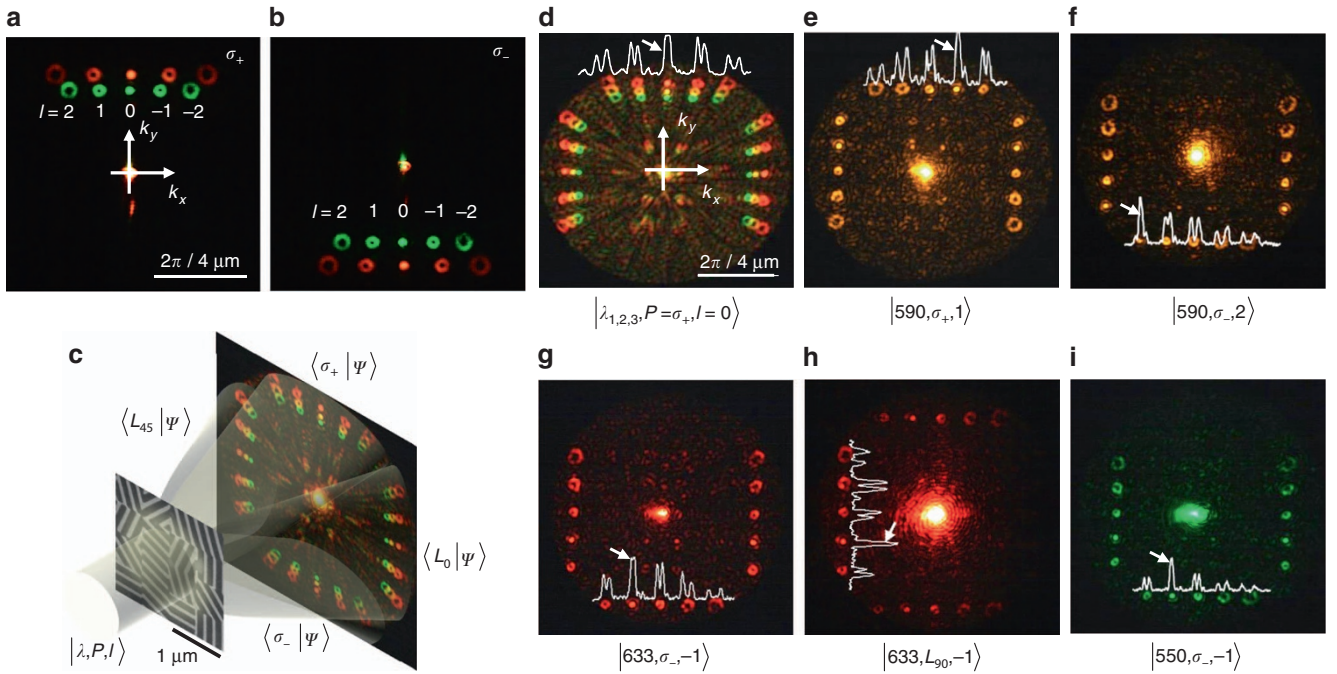 a
σ+
l = 2 1 0 −1 −2
ky
kx
2π / 4 μm
b
σ−
l = 2 1 0 −1 −2
c
⟨σ+ |Ψ⟩
⟨L45 |Ψ⟩
⟨L0 |Ψ⟩
⟨σ− |Ψ⟩
|λ,P,l⟩
1 μm
d
ky
kx
2π / 4 μm
|λ1,2,3, P = σ+, l = 0⟩
e
|590,σ+,1⟩
f
|590,σ−,2⟩
g
|633,σ−,−1⟩
h
|633,L90,−1⟩
i
|550,σ−,−1⟩